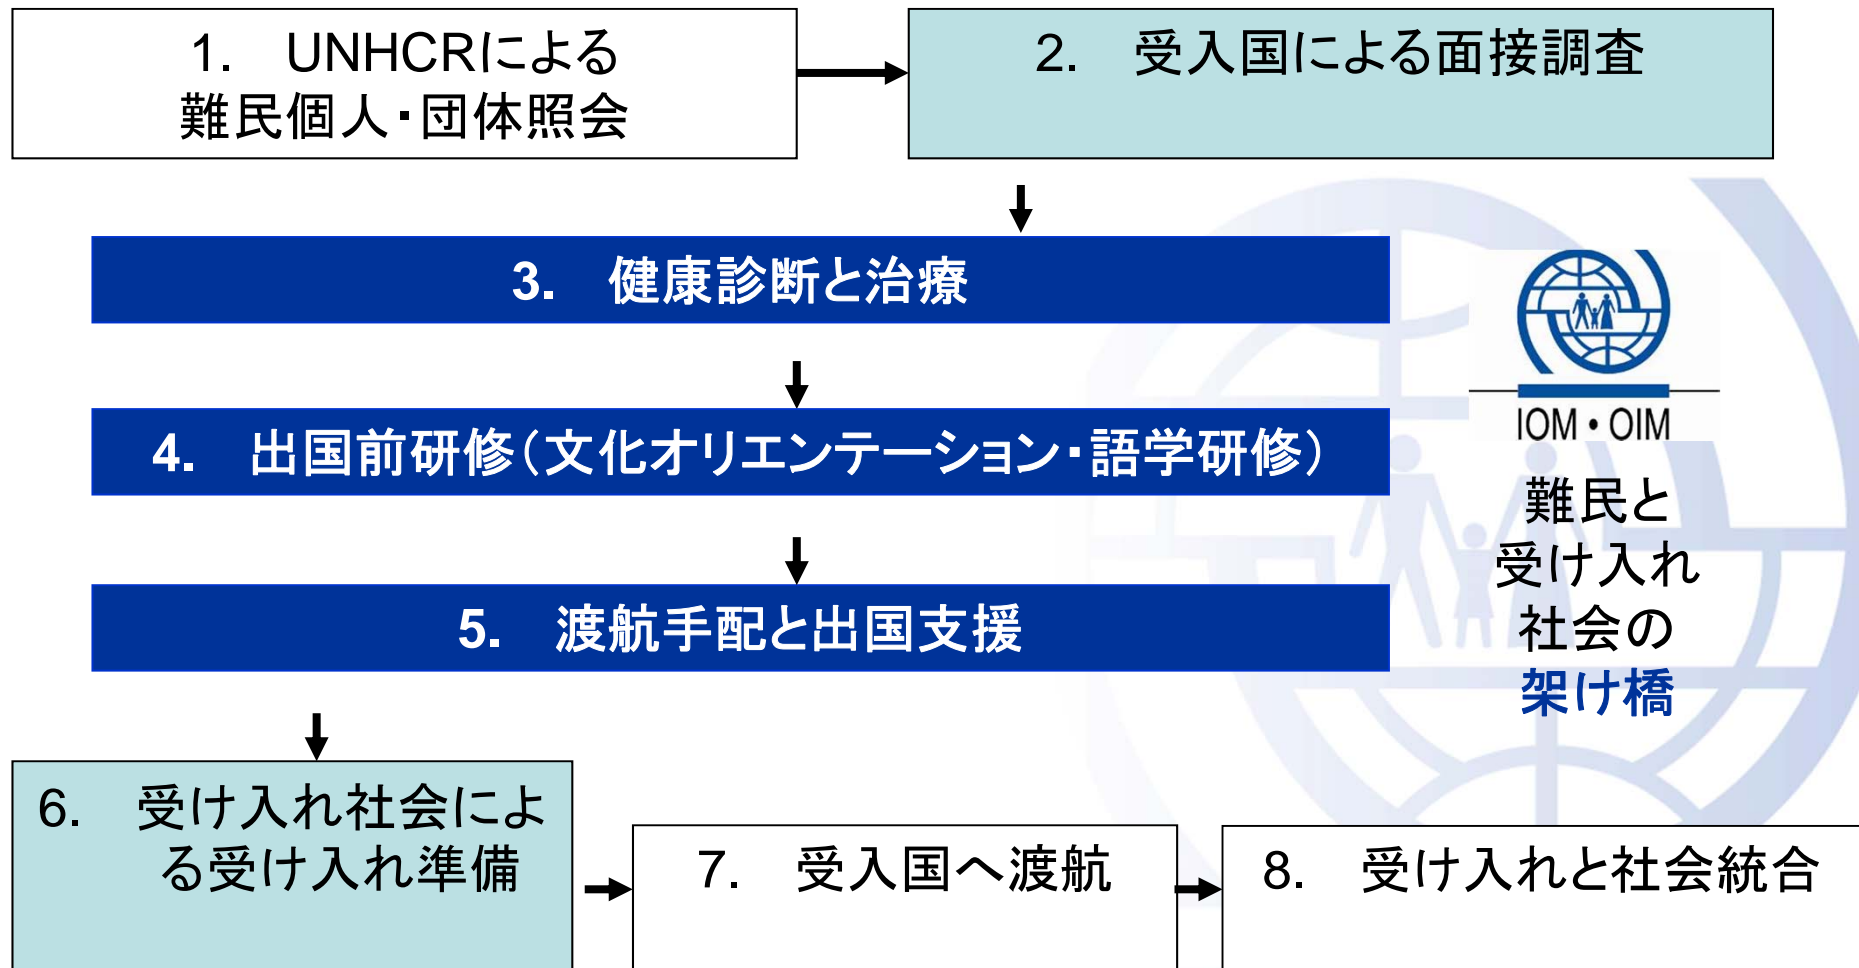 1.　UNHCRによる
難民個人・団体照会
2.　受入国による面接調査
3.　健康診断と治療
4.　出国前研修（文化オリエンテーション・語学研修）
5.　渡航手配と出国支援
IOM • OIM
難民と
受け入れ
社会の
架け橋
6.　受け入れ社会によ
る受け入れ準備
7.　受入国へ渡航
8.　受け入れと社会統合